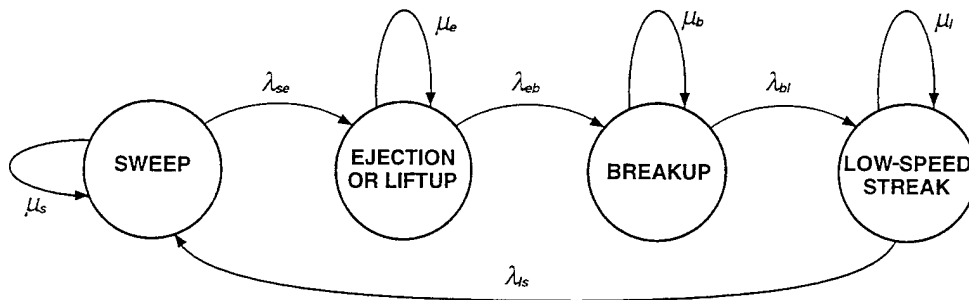 μe
μb
μl
λse
λeb
λbl
SWEEP
EJECTION
OR LIFTUP
BREAKUP
LOW-SPEED
STREAK
μs
λls